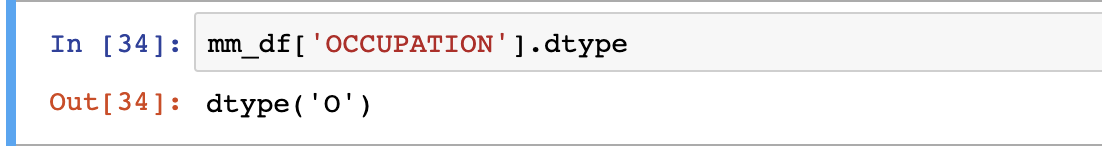 In [34]: mm_df['OCCUPATION'].dtype
Out[34]: dtype('O')